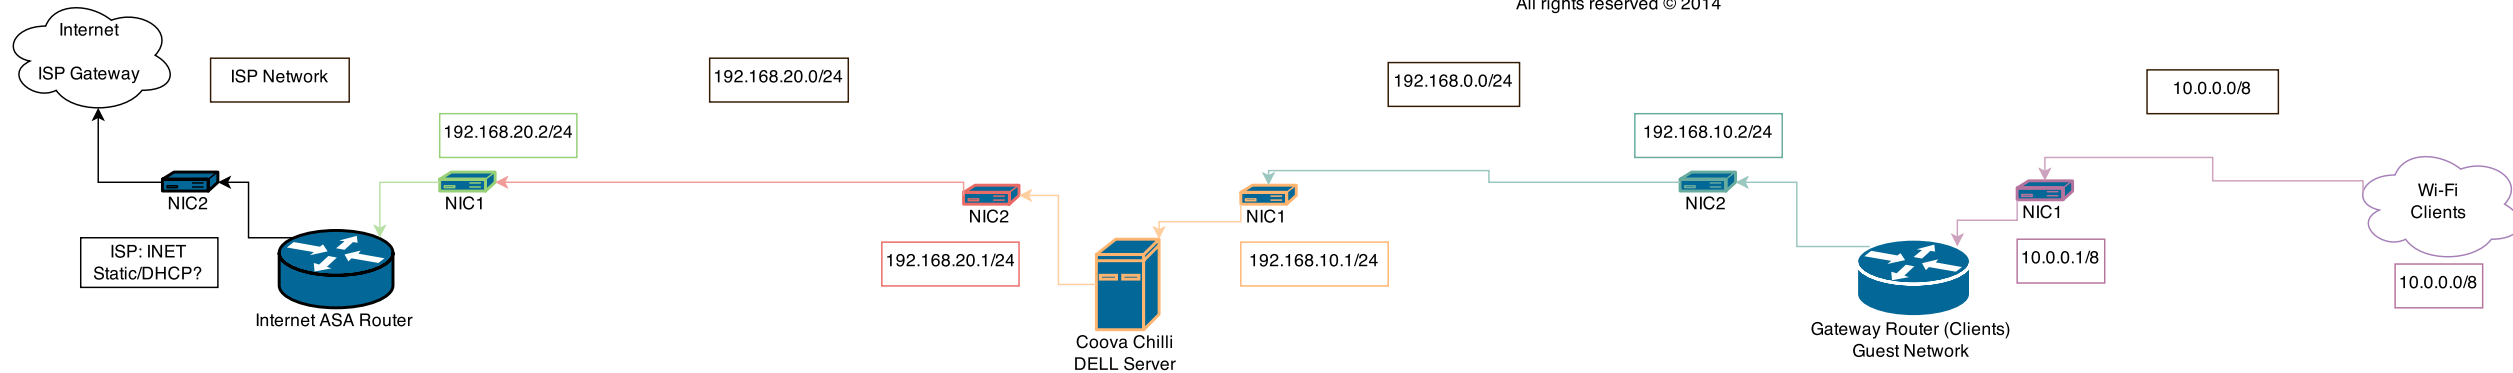 All rights reserved © 2014
Internet
ISP Gateway
ISP Network
192.168.20.0/24
192.168.0.0/24
10.0.0.0/8
192.168.20.2/24
192.168.10.2/24
NIC2
NIC1
NIC2
NIC1
NIC2
NIC1
Wi-Fi
Clients
ISP: INET
Static/DHCP?
192.168.20.1/24
192.168.10.1/24
10.0.0.1/8
10.0.0.0/8
Internet ASA Router
Coova Chilli
DELL Server
Gateway Router (Clients)
Guest Network